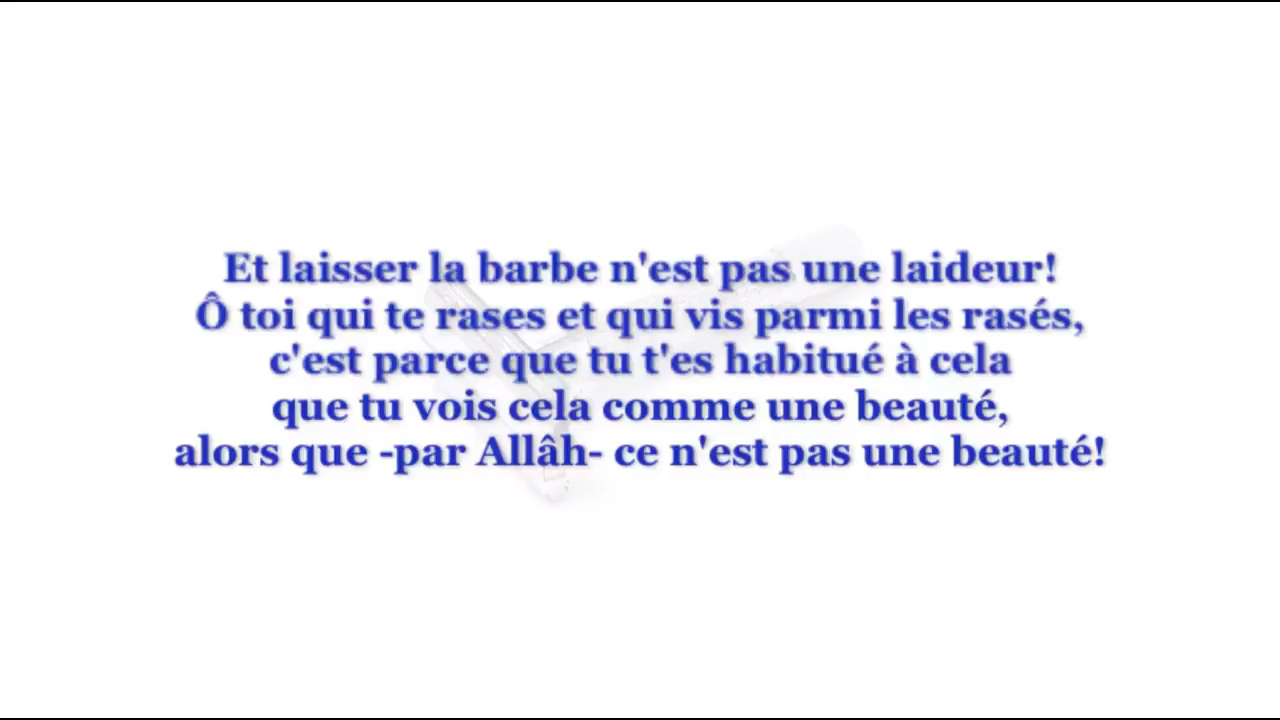 Et laisser la barbe n'est pas une laideur!
Ô toi qui te rases et qui vis parmi les rasés,
c'est parce que tu t'es habitué à cela
que tu vois cela comme une beauté,
alors que -par Allâh- ce n'est pas une beauté!